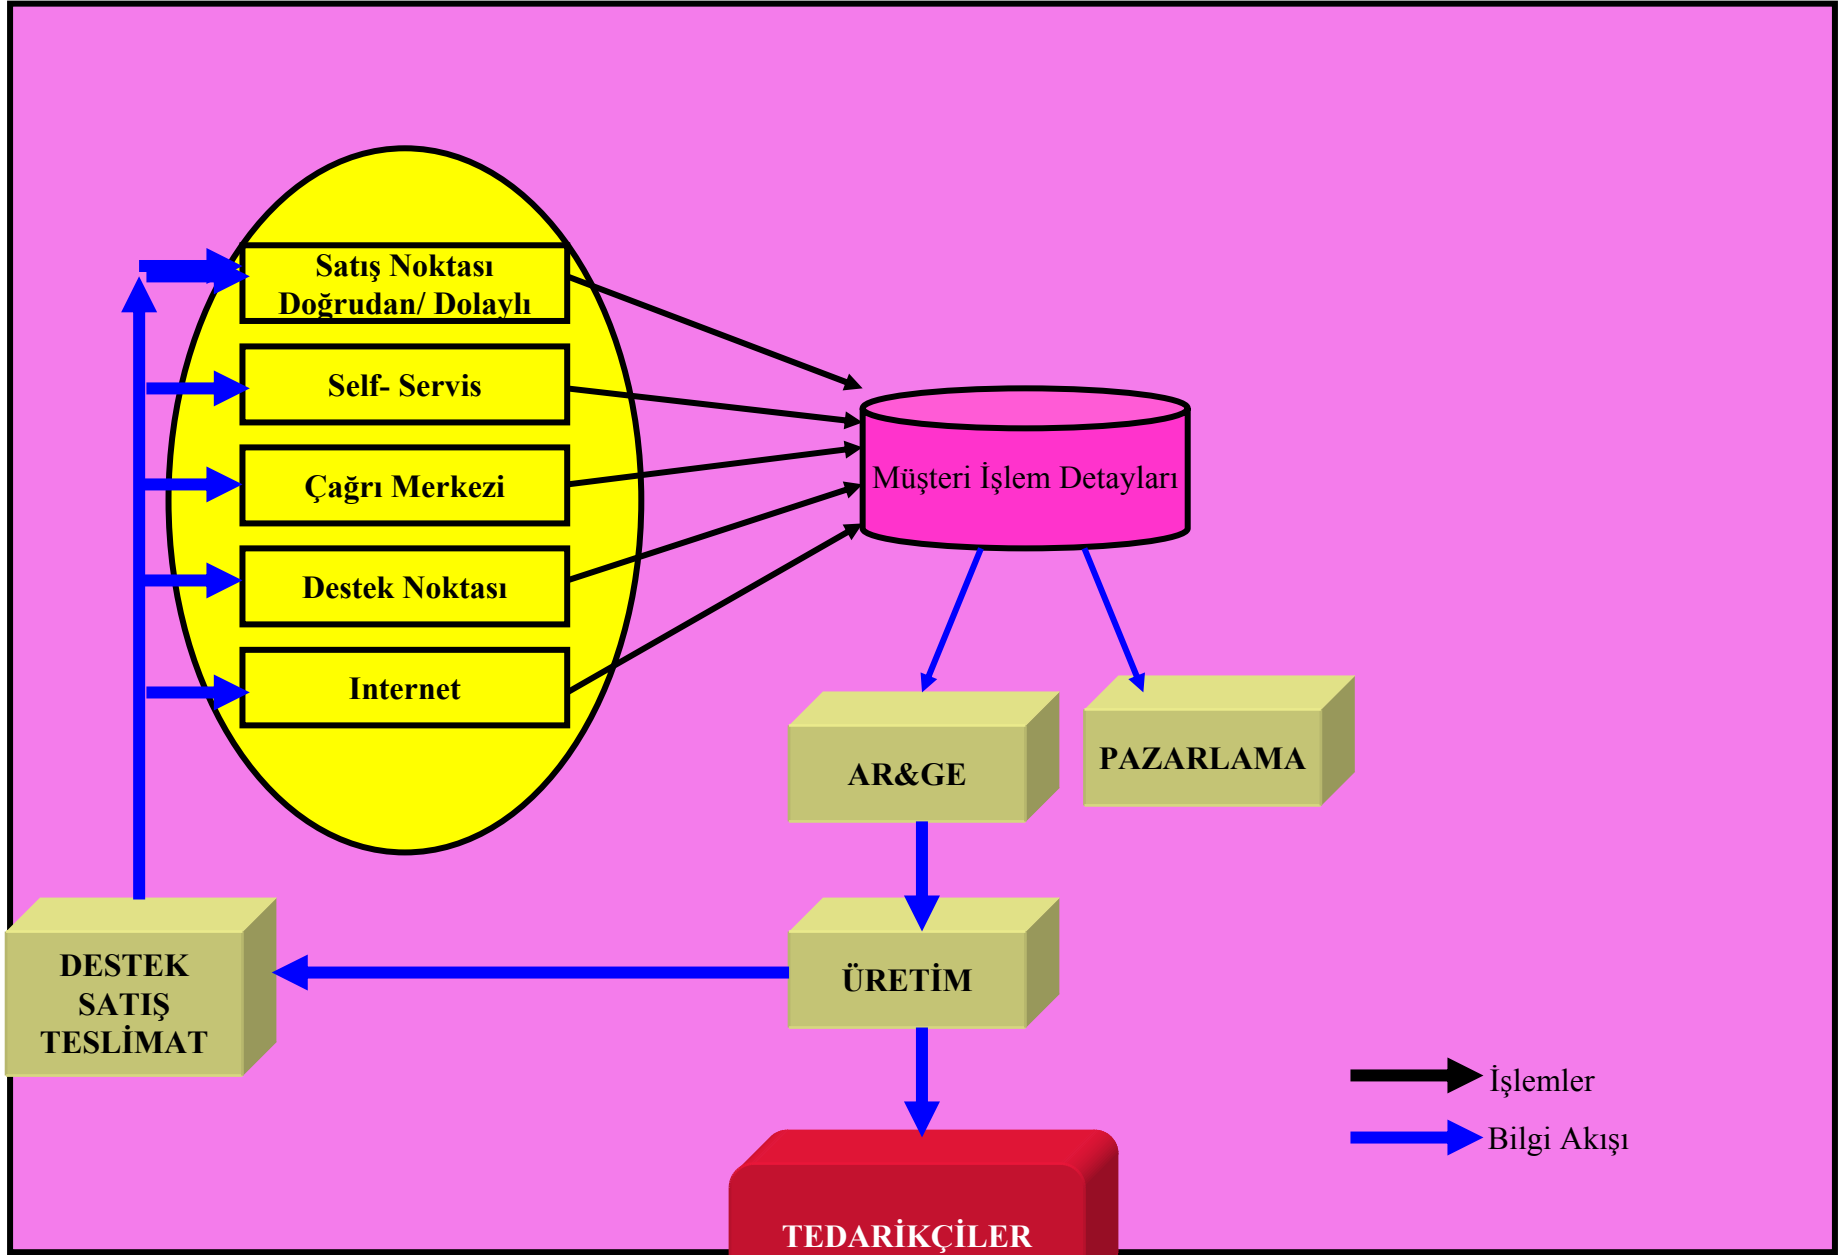 Satış Noktası
Doğrudan/ Dolaylı
Self- Servis
Çağrı Merkezi
Destek Noktası
Internet
Müşteri İşlem Detayları
AR&GE
PAZARLAMA
DESTEK
SATIŞ
TESLİMAT
ÜRETİM
İşlemler
Bilgi Akışı
TEDARİKÇİLER